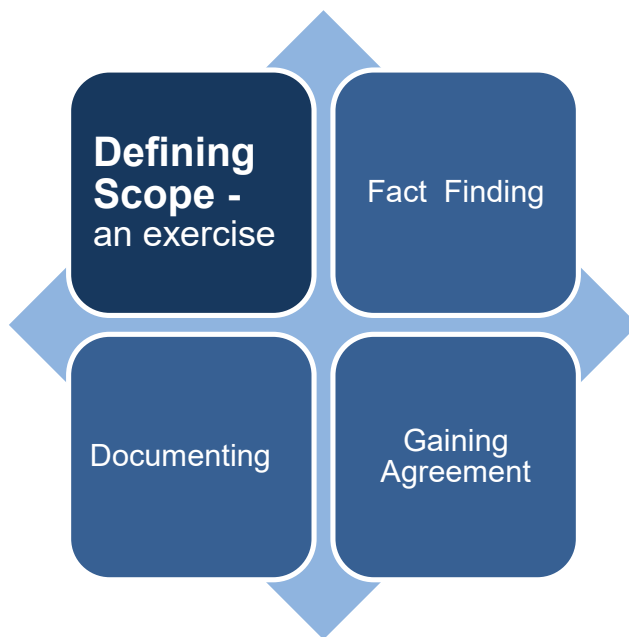 Defining
Scope -
an exercise
Fact Finding
Documenting
Gaining
Agreement